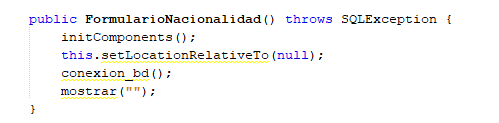 public FormularioNacionalidad() throws SQLException {
    initComponents();
    this.setLocationRelativeTo(null);
    conexion_bd();
    mostrar("");
}